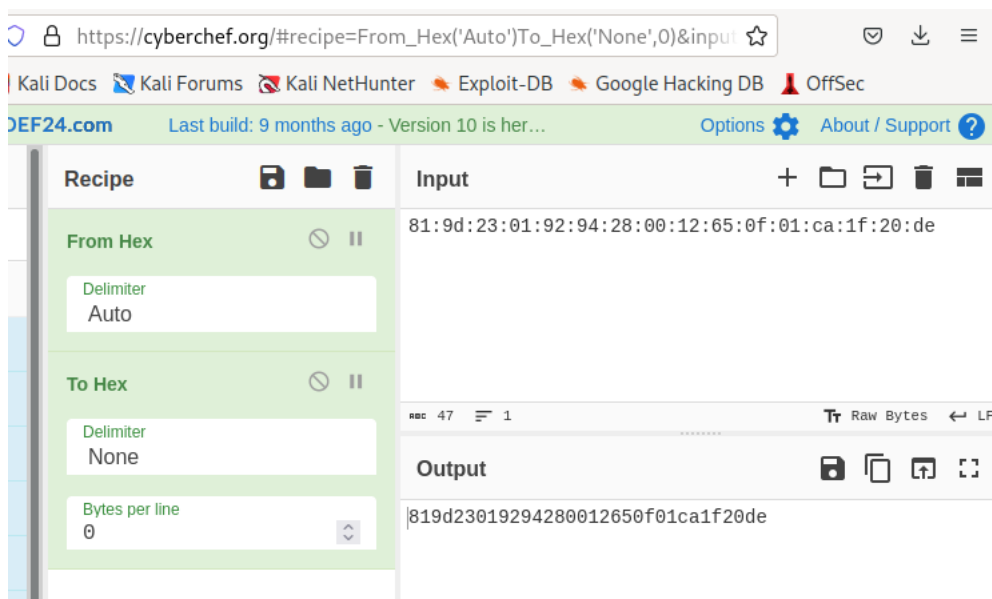 https://cyberchef.org/#recipe=From_Hex('Auto')To_Hex('None',0)&input
Kali Docs Kali Forums Kali NetHunter Exploit-DB Google Hacking DB OffSec
DEF24.com Last build: 9 months ago - Version 10 is her... Options About / Support
Recipe
Input
From Hex
Delimiter
Auto
To Hex
Delimiter
None
Bytes per line
0
81:9d:23:01:92:94:28:00:12:65:0f:01:ca:1f:20:de
ABC 47 1 Tт Raw Bytes LF
Output
819d23019294280012650f01ca1f20de